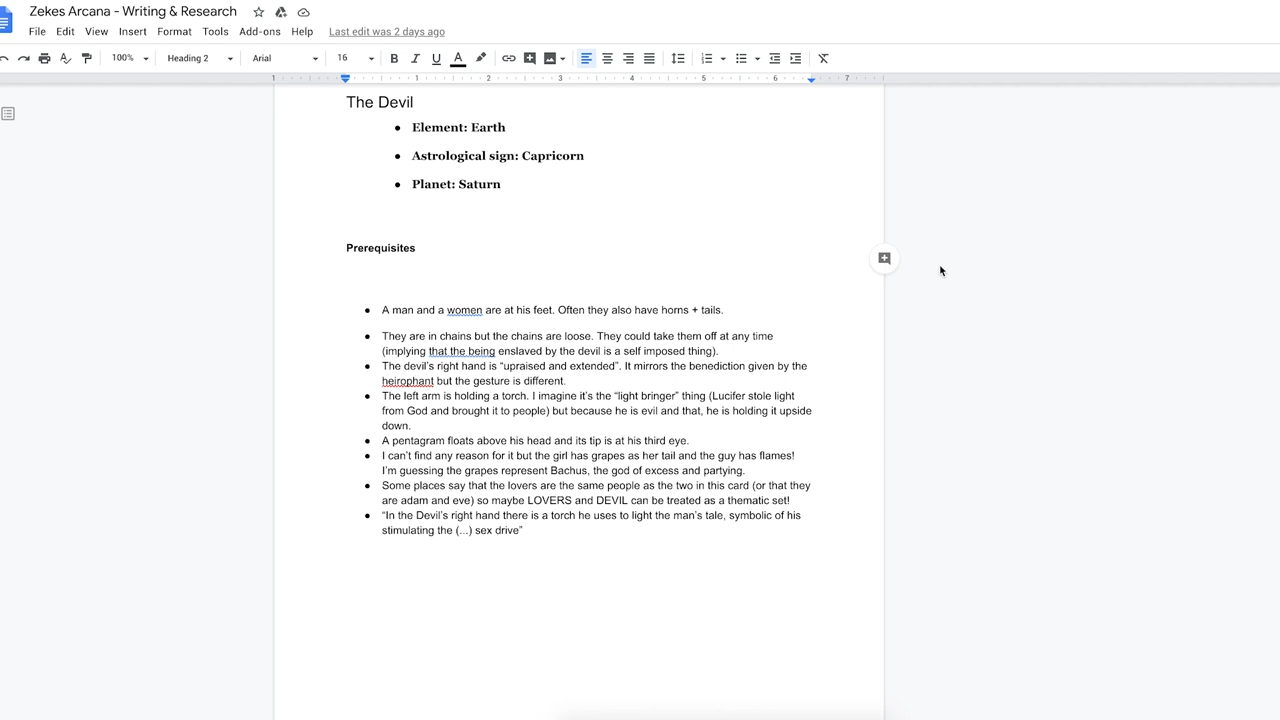 Zekes Arcana - Writing & Research
File Edit View Insert Format Tools Add-ons Help Last edit was 2 days ago
100% Heading 2 Arial 16 B I U A
1 1 2 3 4 5 6 7
The Devil
● Element: Earth
● Astrological sign: Capricorn
● Planet: Saturn
Prerequisites
● A man and a women are at his feet. Often they also have horns + tails.
● They are in chains but the chains are loose. They could take them off at any time
(implying that the being enslaved by the devil is a self imposed thing).
● The devil's right hand is “upraised and extended”. It mirrors the benediction given by the
heirophant but the gesture is different.
● The left arm is holding a torch. I imagine it's the “light bringer” thing (Lucifer stole light
from God and brought it to people) but because he is evil and that, he is holding it upside
down.
● A pentagram floats above his head and its tip is at his third eye.
● I can't find any reason for it but the girl has grapes as her tail and the guy has flames!
I'm guessing the grapes represent Bachus, the god of excess and partying.
● Some places say that the lovers are the same people as the two in this card (or that they
are adam and eve) so maybe LOVERS and DEVIL can be treated as a thematic set!
● “In the Devil's right hand there is a torch he uses to light the man's tale, symbolic of his
stimulating the (...) sex drive”